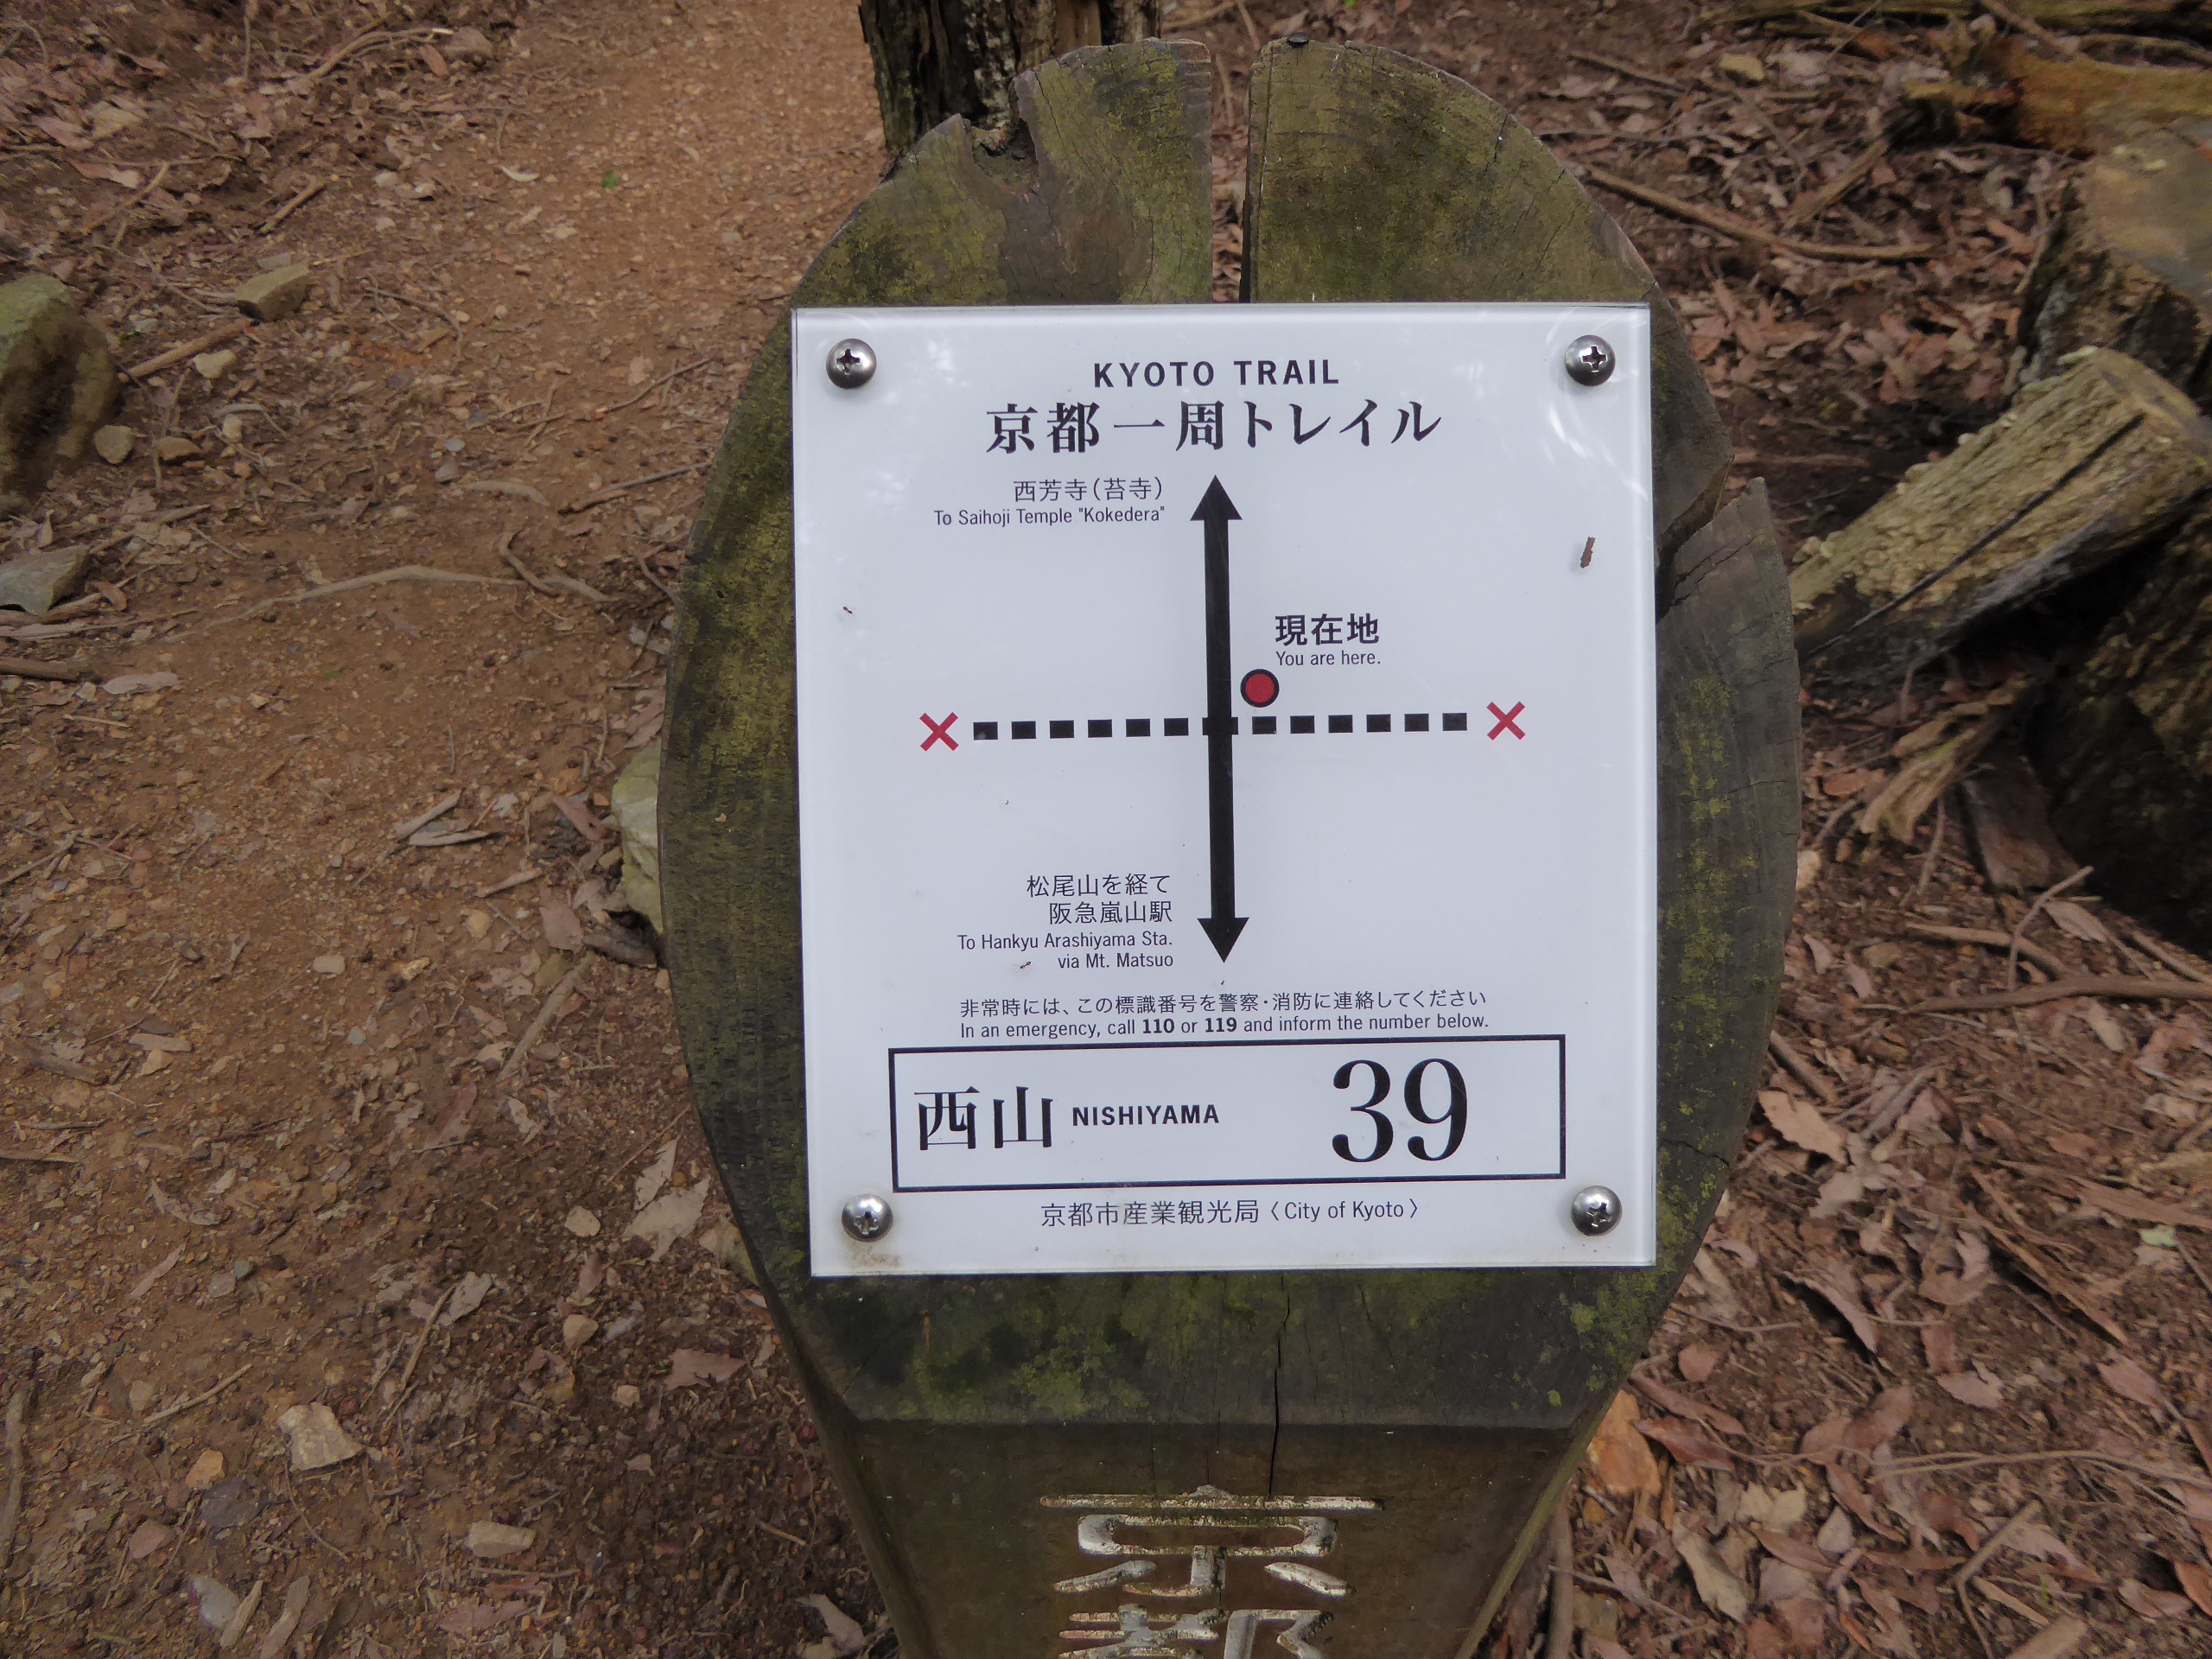 KYOTO TRAIL
京都一周トレイル
西芳寺(苔寺)
To Saihoji Temple "Kokedera"
現在地
You are here.
松尾山を経て
阪急嵐山駅
To Hankyu Arashiyama Sta.
via Mt. Matsuo
非常時には、この標識番号を警察・消防に連絡してください
In an emergency, call 110 or 119 and inform the number below.
西山 NISHIYAMA 39
京都市産業観光局〈City of Kyoto〉
京
都